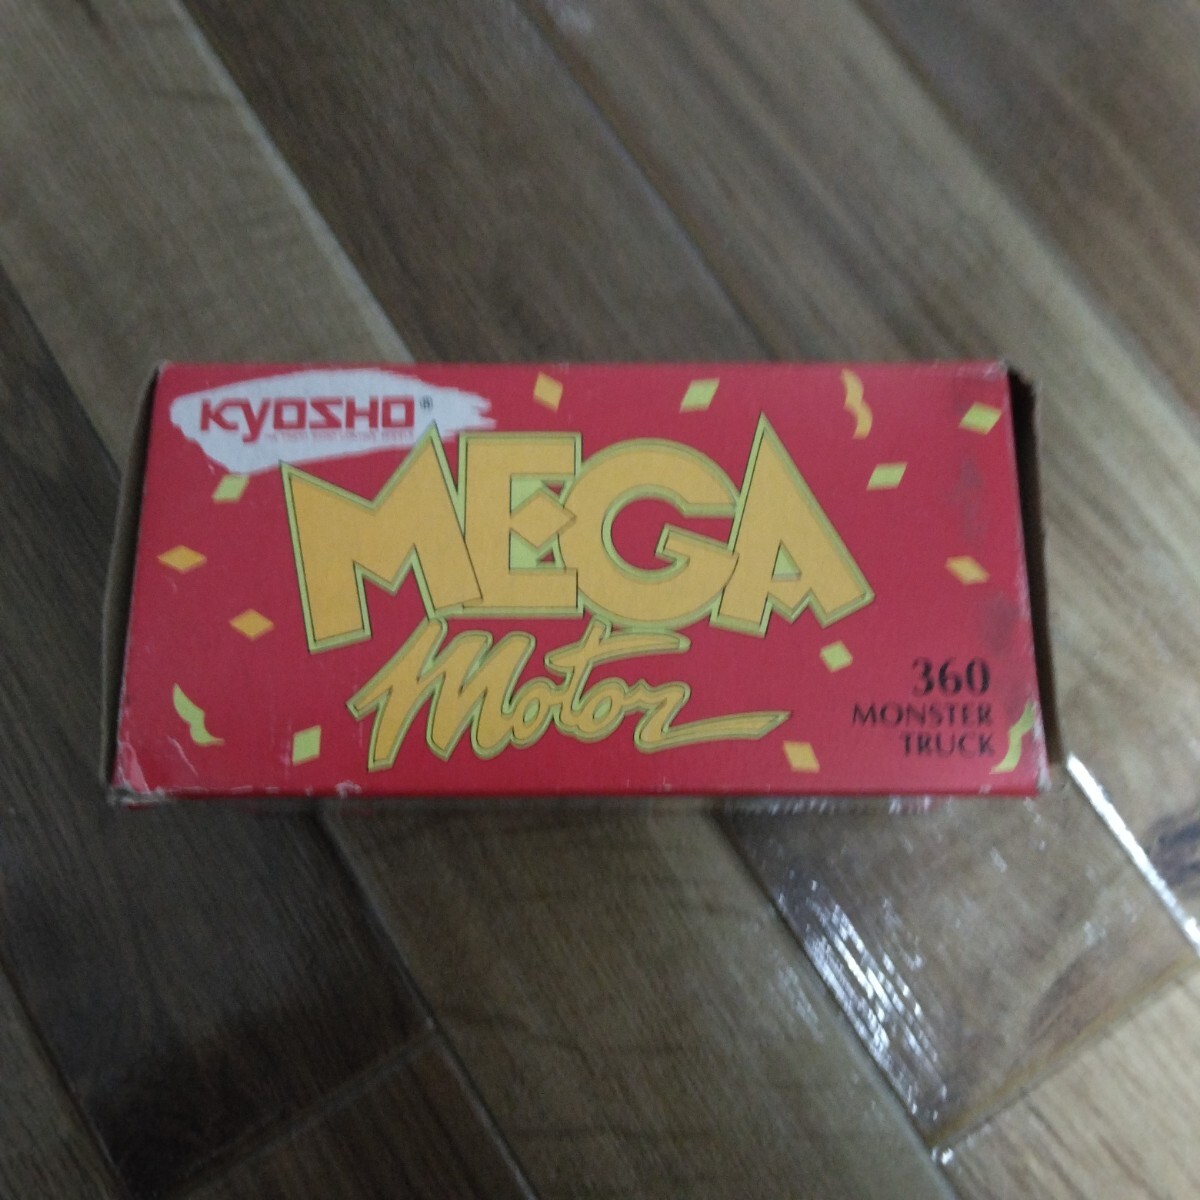 KYOSHO®
MEGA
Motor
360
MONSTER
TRUCK